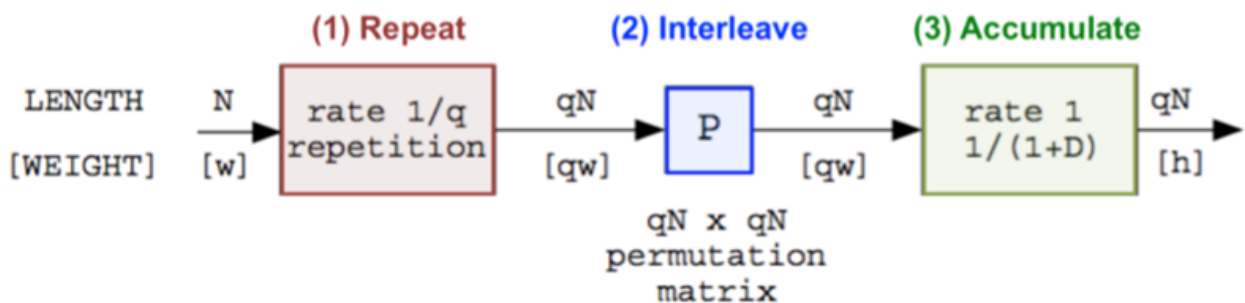 (1) Repeat
(2) Interleave
(3) Accumulate
LENGTH
N
rate 1/q
repetition
qN
P
qN
rate 1
1/(1+D)
qN
[WEIGHT]
[w]
[qw]
[qw]
[h]
qN x qN
permutation
matrix